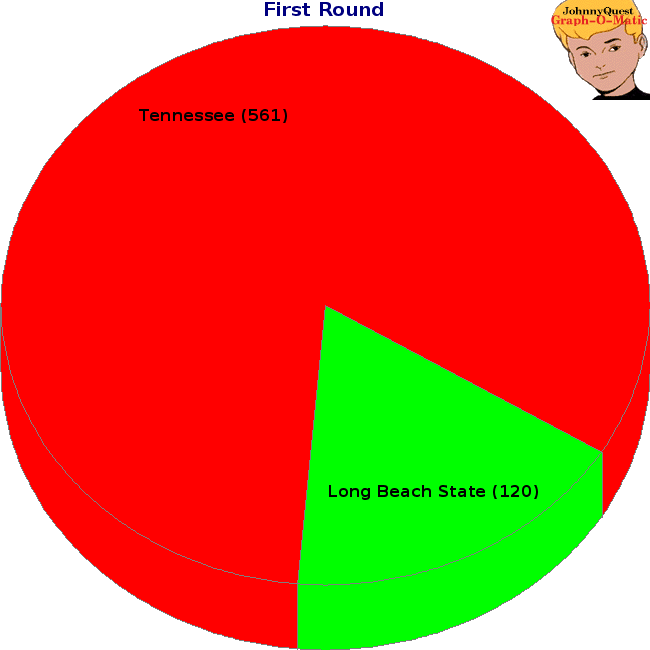 First Round
JohnnyQuest
Graph-O-Matic
Tennessee (561)
Long Beach State (120)